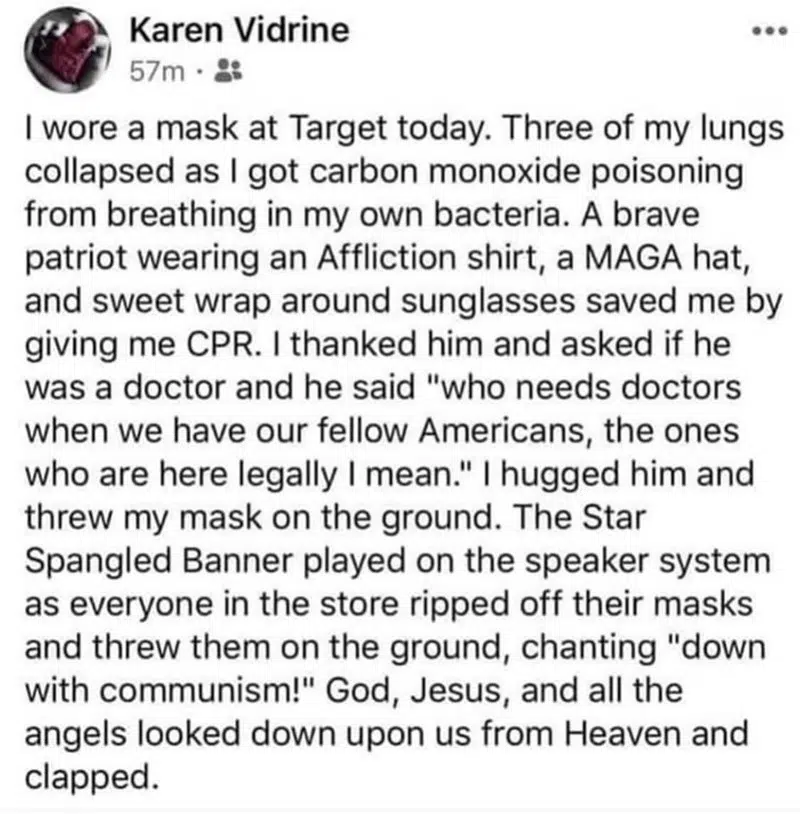 Karen Vidrine
57m ·
I wore a mask at Target today. Three of my lungs
collapsed as I got carbon monoxide poisoning
from breathing in my own bacteria. A brave
patriot wearing an Affliction shirt, a MAGA hat,
and sweet wrap around sunglasses saved me by
giving me CPR. I thanked him and asked if he
was a doctor and he said "who needs doctors
when we have our fellow Americans, the ones
who are here legally I mean." I hugged him and
threw my mask on the ground. The Star
Spangled Banner played on the speaker system
as everyone in the store ripped off their masks
and threw them on the ground, chanting "down
with communism!" God, Jesus, and all the
angels looked down upon us from Heaven and
clapped.